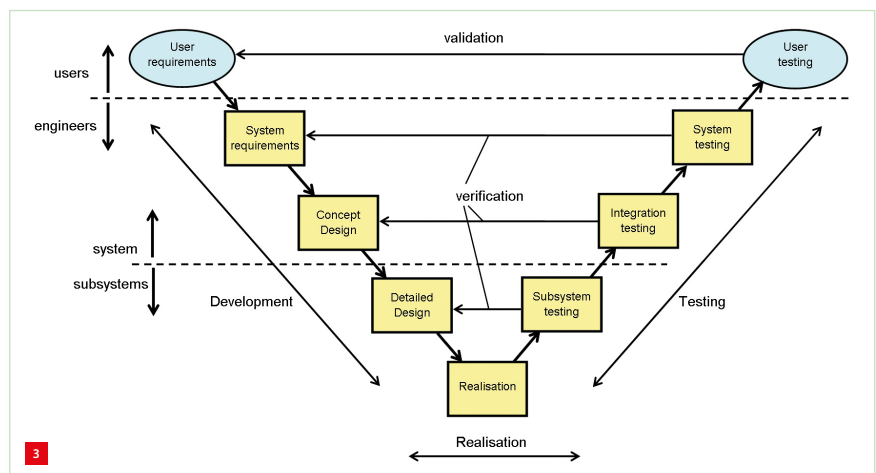 validation
User
requirements
User
testing
users
engineers
System
requirements
System
testing
verification
Concept
Design
Integration
testing
system
subsystems
Detailed
Design
Subsystem
testing
Development
Testing
Realisation
Realisation
3